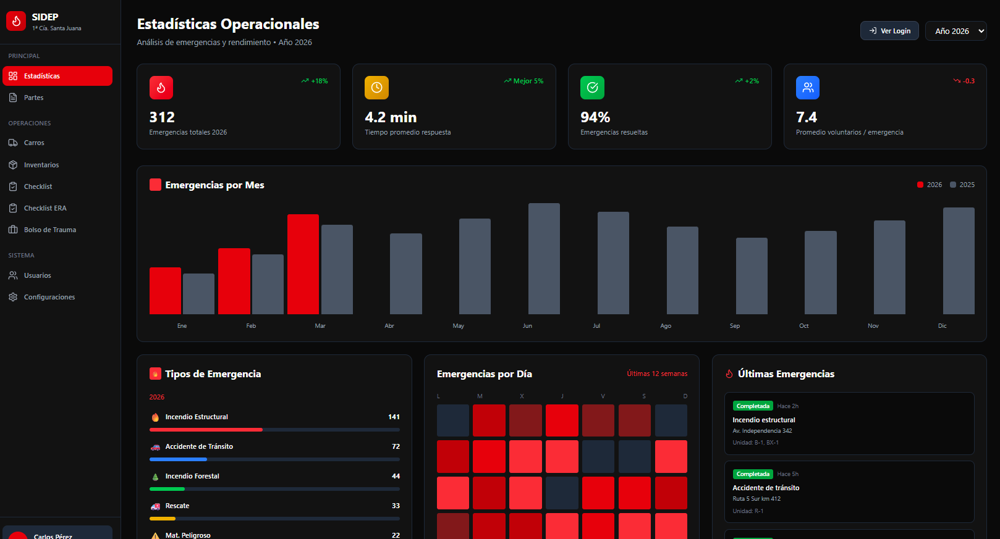 SIDEP
1ª Cía. Santa Juana
PRINCIPAL
Estadísticas
Partes
OPERACIONES
Carros
Inventarios
Checklist
Checklist ERA
Bolso de Trauma
SISTEMA
Usuarios
Configuraciones
Carlos Pérez
Estadísticas Operacionales
Análisis de emergencias y rendimiento • Año 2026
Ver Login
Año 2026
+18%
312
Emergencias totales 2026
Mejor 5%
4.2 min
Tiempo promedio respuesta
+2%
94%
Emergencias resueltas
-0.3
7.4
Promedio voluntarios / emergencia
Emergencias por Mes
2026 2025
Ene Feb Mar Abr May Jun Jul Ago Sep Oct Nov Dic
Tipos de Emergencia
2026
Incendio Estructural 141
Accidente de Tránsito 72
Incendio Forestal 44
Rescate 33
Mat. Peligroso 22
Emergencias por Día
Últimas 12 semanas
L M X J V S D
Últimas Emergencias
Completada Hace 2h
Incendio estructural
Av. Independencia 342
Unidad: B-1, BX-1
Completada Hace 5h
Accidente de tránsito
Ruta 5 Sur km 412
Unidad: R-1